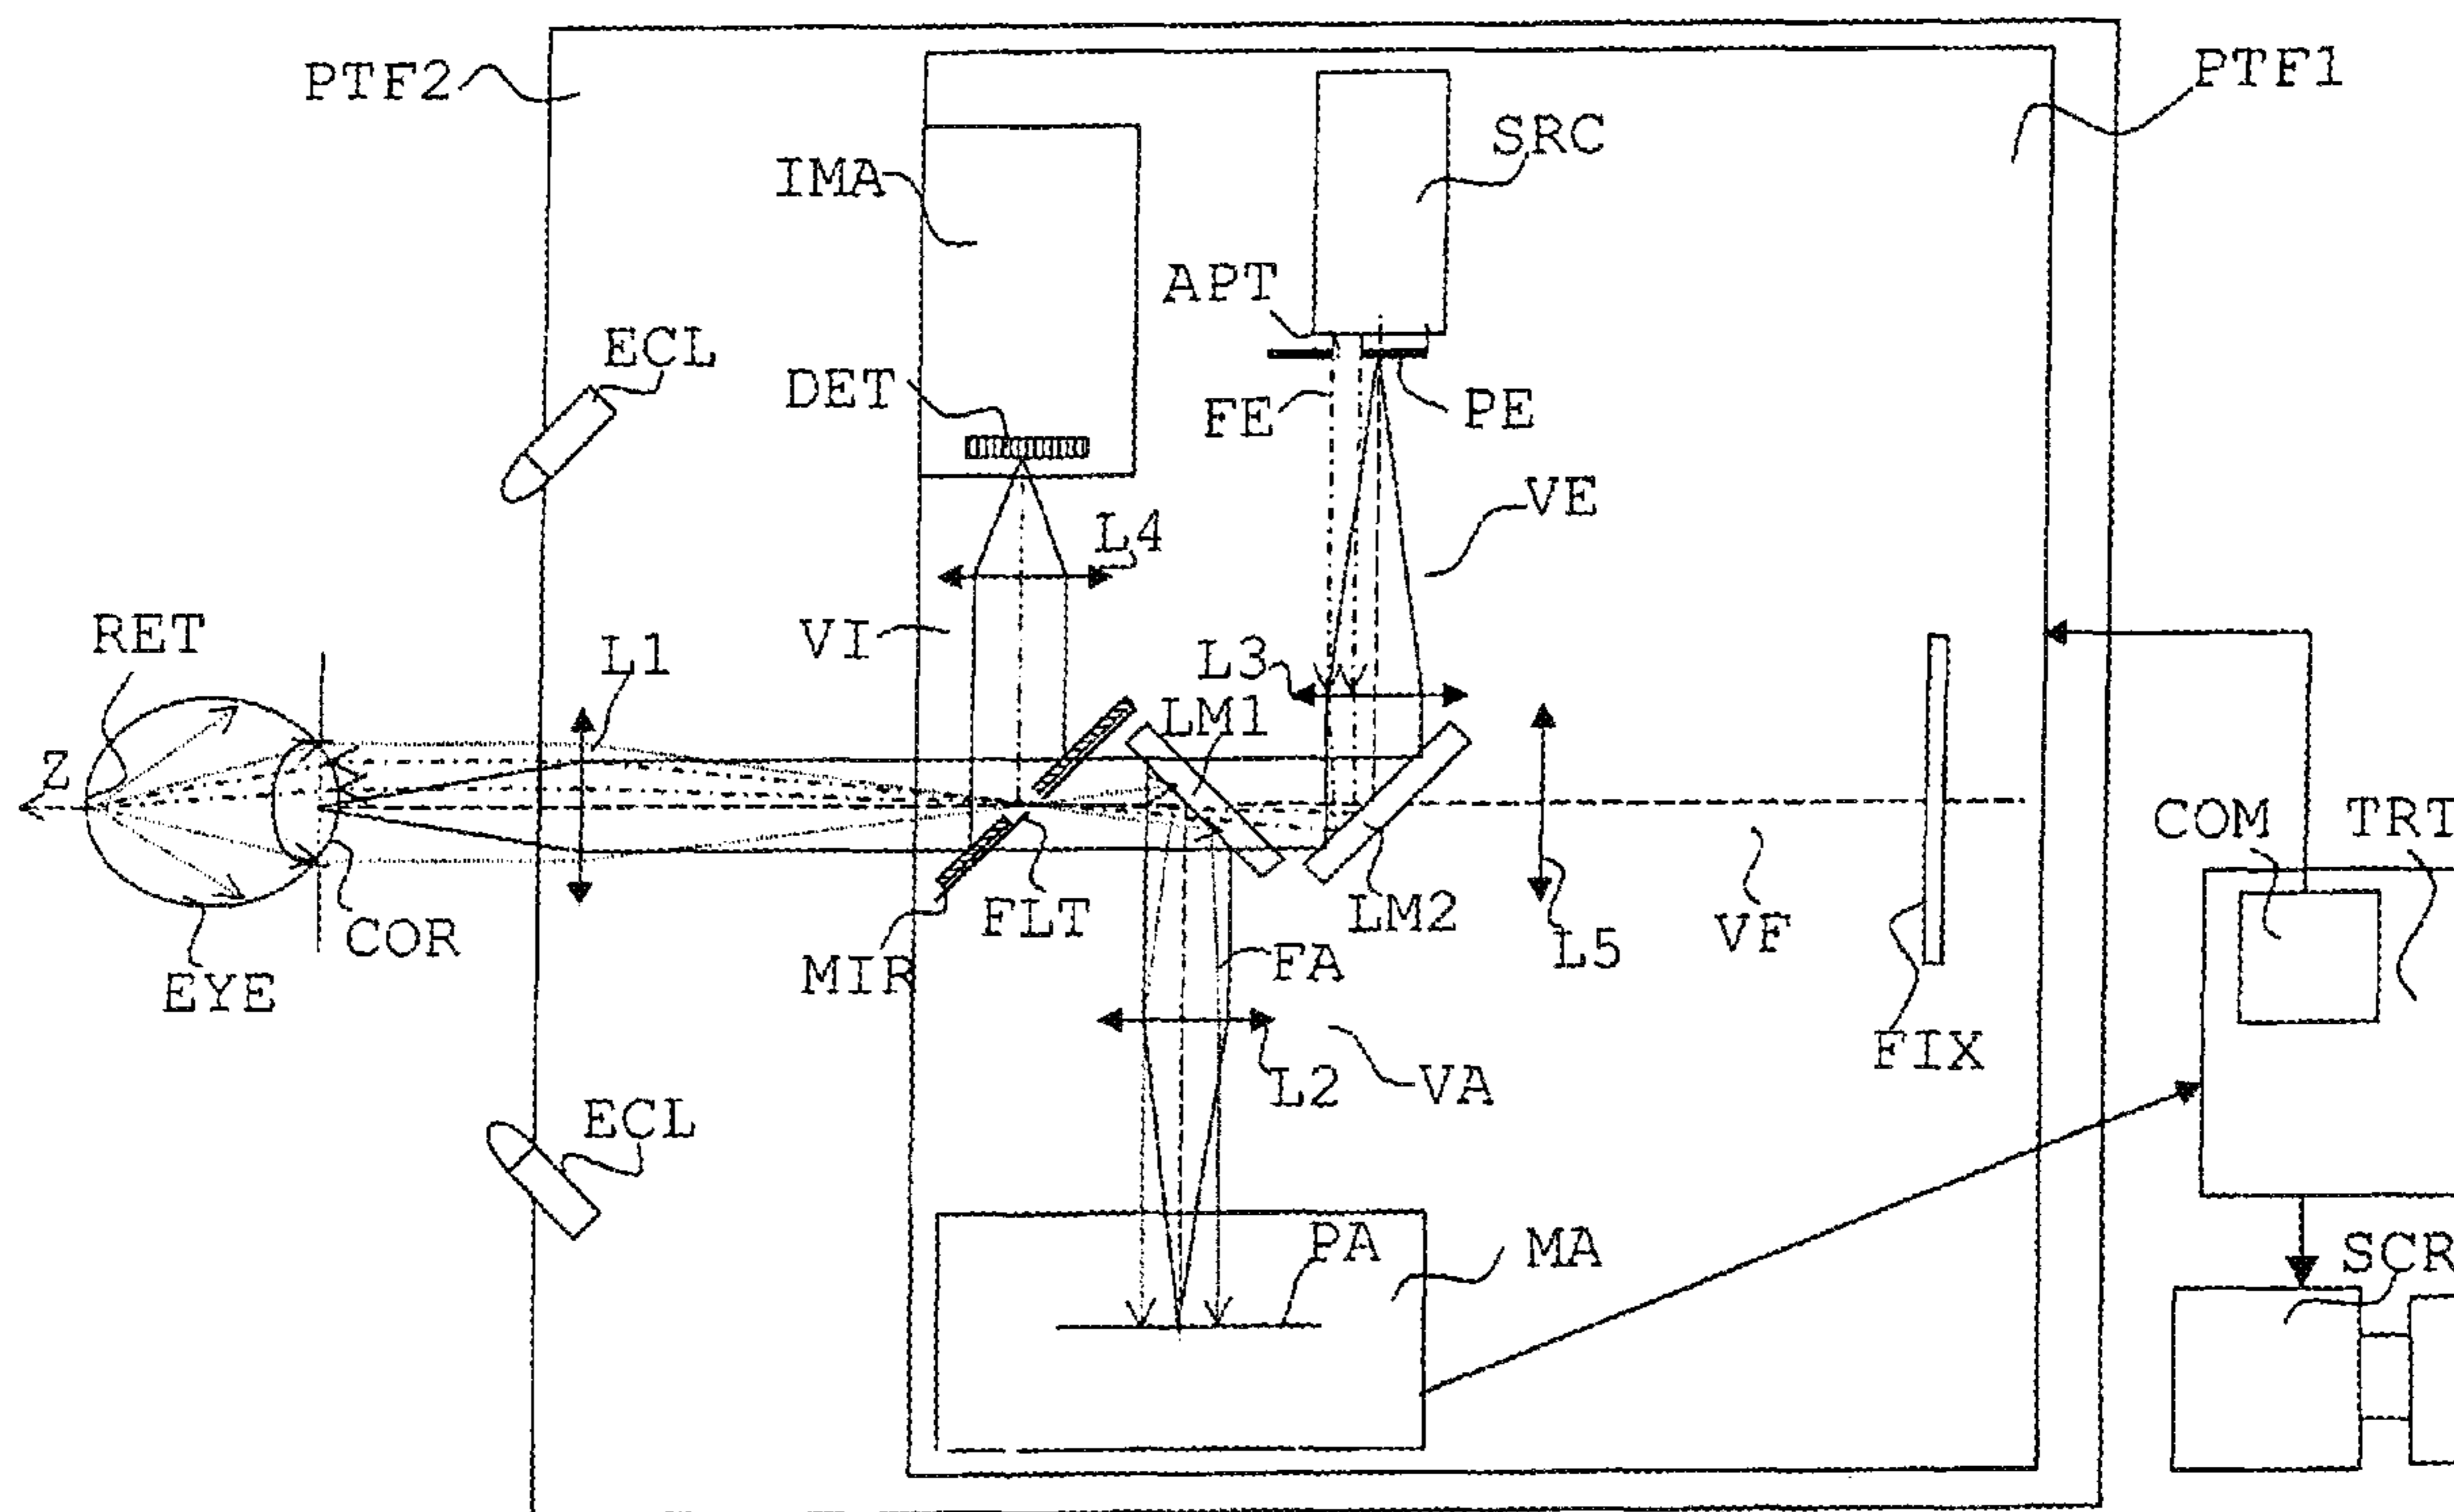 PTF2
PTF1
SRC
IMA
APT
ECL
DET
FE
PE
VE
L4
RET
VI
L1
L3
LM1
Z
COM
TRT
FLT
LM2
VF
COR
L5
MIR
FA
EYE
FIX
L2
VA
ECL
PA
MA
SCR